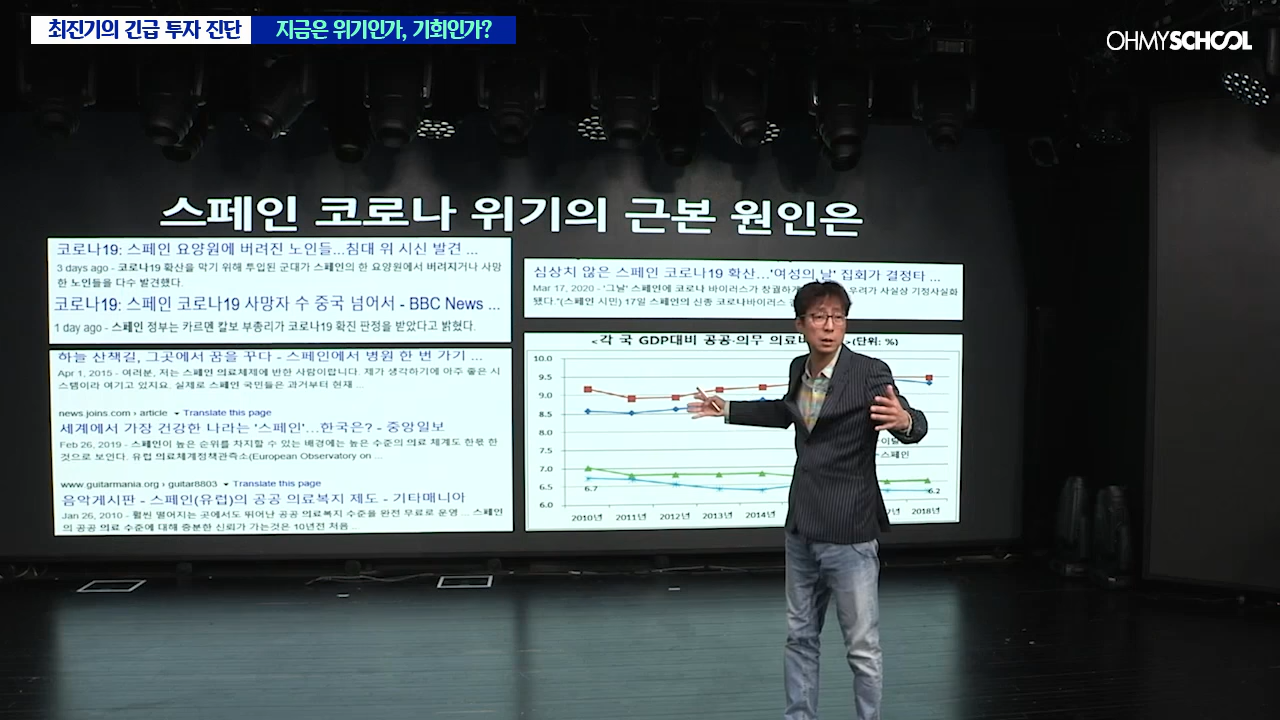 최진기의 긴급 투자 진단
지금은 위기인가, 기회인가?
OHMYSCHOOL
스페인 코로나 위기의 근본 원인은
코로나19: 스페인 요양원에 버려진 노인들...침대 위 시신 발견 ...
3 days ago - 코로나19 확산을 막기 위해 투입된 군대가 스페인의 한 요양원에서 버려지거나 사망
한 노인들을 다수 발견했다.
코로나19: 스페인 코로나19 사망자 수 중국 넘어서 - BBC News ...
1 day ago - 스페인 정부는 카르멘 칼보 부총리가 코로나19 확진 판정을 받았다고 밝혔다.
하늘 산책길, 그곳에서 꿈을 꾸다 - 스페인에서 병원 한 번 가기 ...
Apr 1, 2015 - 여러분, 저는 스페인 의료체제에 반한 사람이랍니다. 제가 생각하기에 아주 좋은 시
스템이라 여기고 있지요. 실제로 스페인 국민들은 과거부터 현재 ...
news.joins.com › article ▾ Translate this page
세계에서 가장 건강한 나라는 '스페인'...한국은? - 중앙일보
Feb 26, 2019 - 스페인이 높은 순위를 차지할 수 있는 배경에는 높은 수준의 의료 체계도 한몫 한
것으로 보인다. 유럽 의료체계정책관측소(European Observatory on ...
www.guitarmania.org › guitar8803 ▾ Translate this page
음악게시판 - 스페인(유럽)의 공공 의료복지 제도 - 기타매니아
Jan 26, 2010 - 훨씬 떨어지는 곳에서도 뛰어난 공공 의료복지 수준을 완전 무료로 운영 ... 스페인
의 공공 의료 수준에 대해 충분한 신뢰가 가는것은 10년전 처음 ...
심상치 않은 스페인 코로나19 확산...'여성의 날' 집회가 결정타 ...
Mar 17, 2020 - '그날' 스페인에 코로나 바이러스가 창궐하게 우려가 사실상 기정사실화
됐다."(스페인 시민) 17일 스페인의 신종 코로나바이러스
<각 국 GDP대비 공공·의무 의료비 >(단위: %)
10.0
9.5
9.0
8.5
8.0
7.5
7.0
6.5
6.0
6.7
6.2
스페인
2010년 2011년 2012년 2013년 2014년 2018년